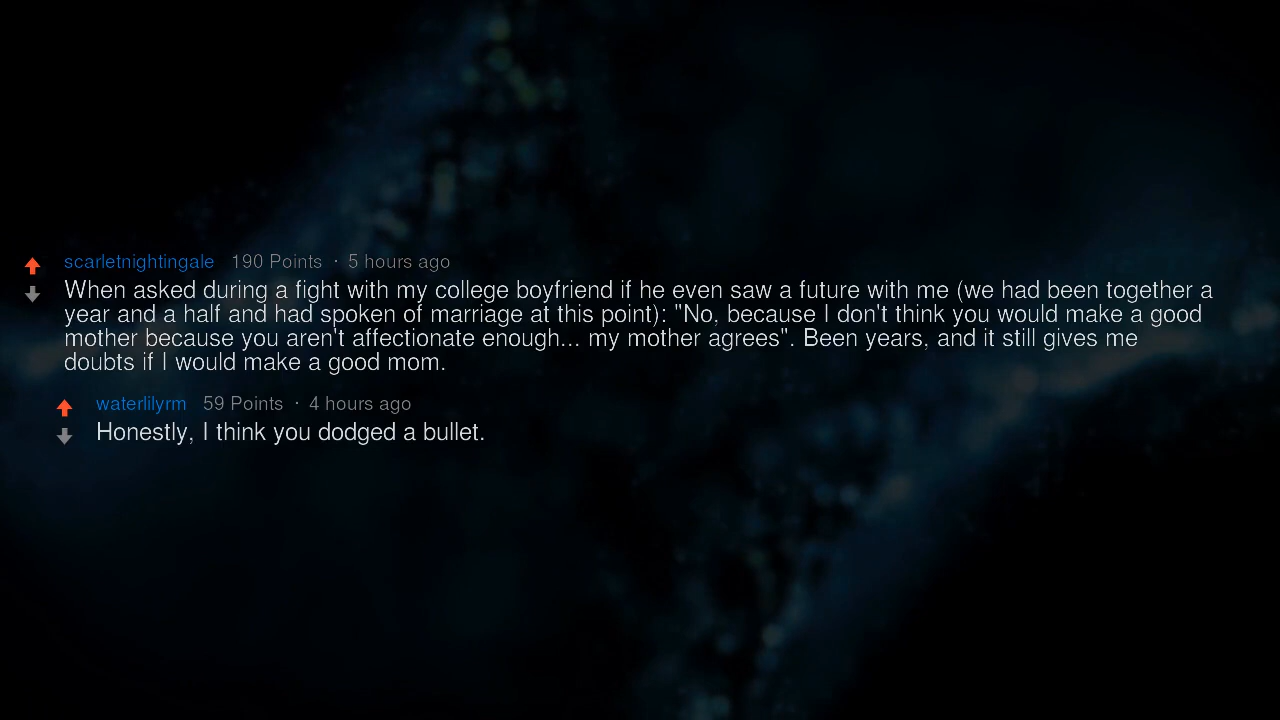 scarletnightingale 190 Points · 5 hours ago
When asked during a fight with my college boyfriend if he even saw a future with me (we had been together a
year and a half and had spoken of marriage at this point): "No, because I don't think you would make a good
mother because you aren't affectionate enough... my mother agrees". Been years, and it still gives me
doubts if I would make a good mom.
waterlilyrm 59 Points · 4 hours ago
Honestly, I think you dodged a bullet.